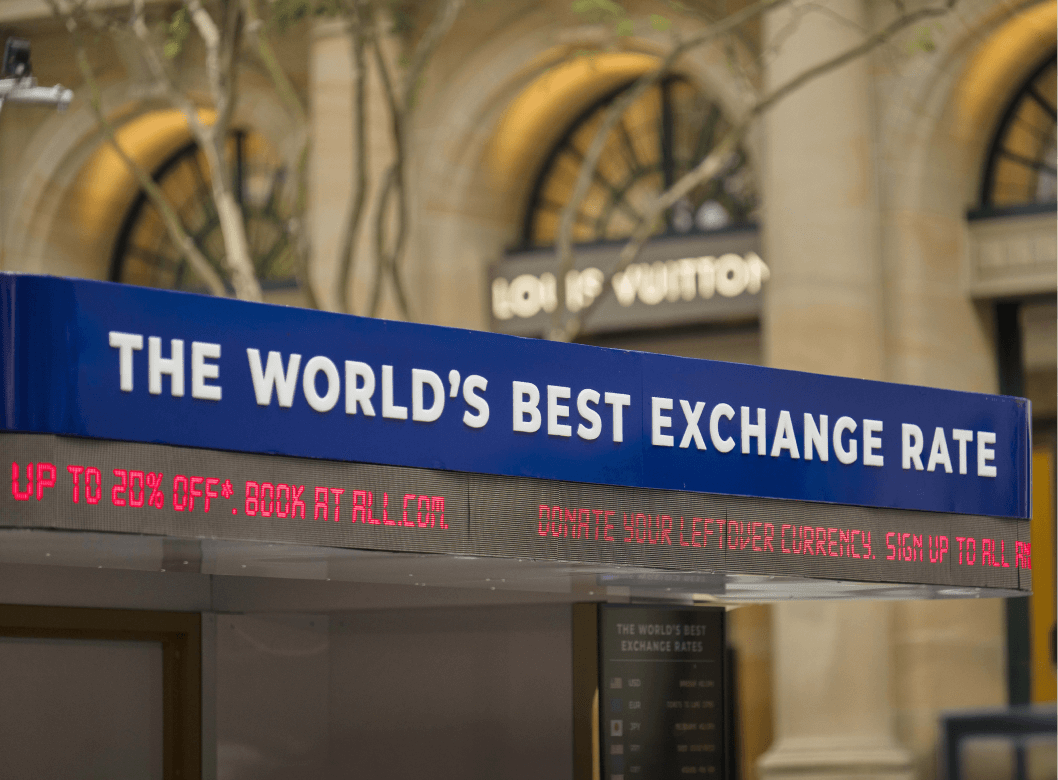 LOUIS VUITTON
THE WORLD'S BEST EXCHANGE RATE
UP TO 20% OFF*. BOOK AT ALL.COM.
DONATE YOUR LEFTOVER CURRENCY. SIGN UP TO ALL
THE WORLD'S BEST
EXCHANGE RATES
USD
EUR
JPY